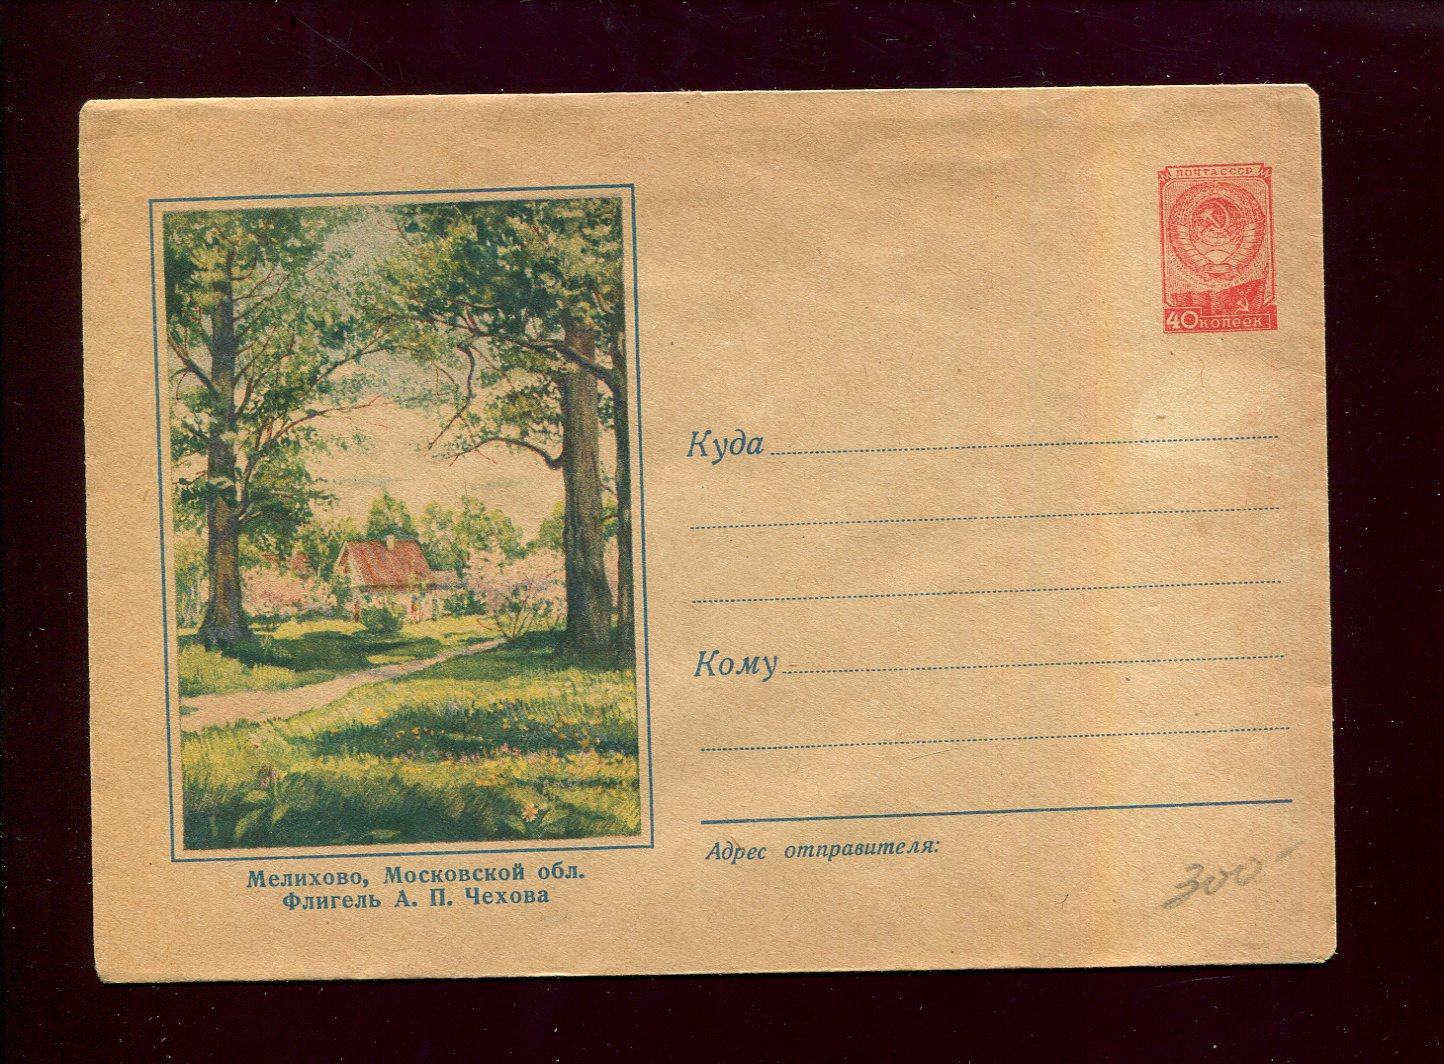 ПОЧТА СССР
40 копеек
Куда
Кому
Адрес отправителя:
300-
Мелихово, Московской обл.
Флигель А. П. Чехова